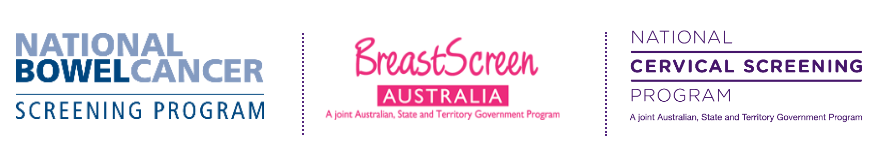 NATIONAL
BOWELCANCER
SCREENING PROGRAM
BreastScreen
AUSTRALIA
A joint Australian, State and Territory Government Program
NATIONAL
CERVICAL SCREENING
PROGRAM
A joint Australian, State and Territory Government Program